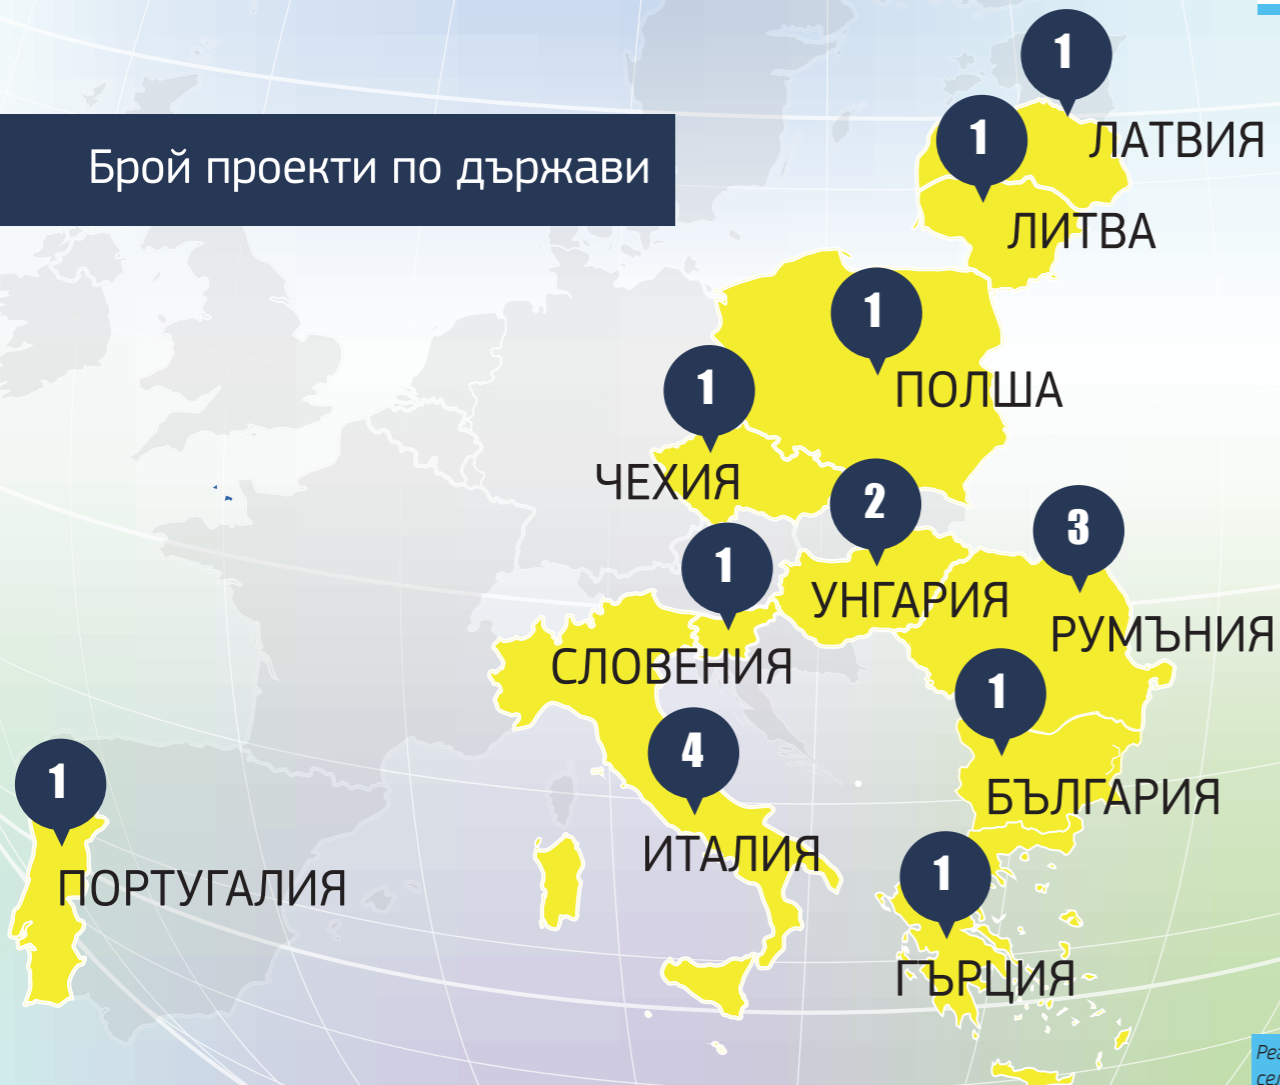 Брой проекти по държави
1
ЛАТВИЯ
1
ЛИТВА
1
ПОЛША
1
ЧЕХИЯ
2
УНГАРИЯ
3
РУМЪНИЯ
1
СЛОВЕНИЯ
1
БЪЛГАРИЯ
4
ИТАЛИЯ
1
ПОРТУГАЛИЯ
1
ГЪРЦИЯ